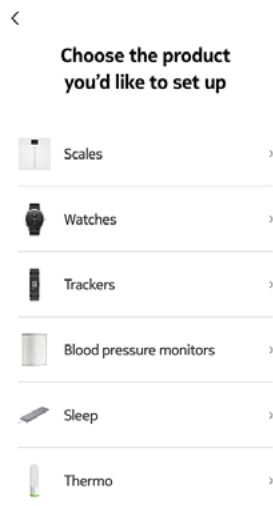 Choose the product
you'd like to set up
Scales
Watches
Trackers
Blood pressure monitors
Sleep
Thermo